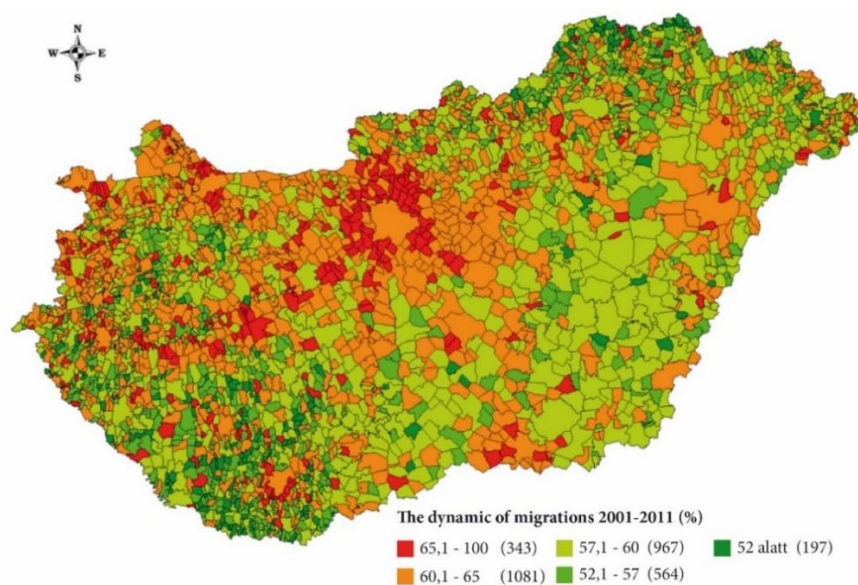 N
W E
S
The dynamic of migrations 2001-2011 (%)
65,1 - 100 (343) 57,1 - 60 (967) 52 alatt (197)
60,1 - 65 (1081) 52,1 - 57 (564)